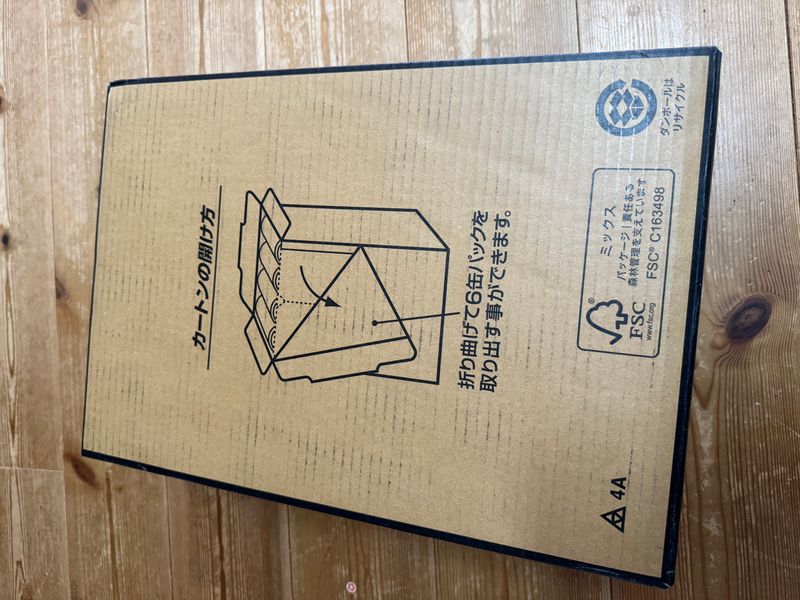 カートンの開け方
折り曲げて6缶パックを
取り出す事ができます。
▲ 4A
FSC
www.fsc.org
®
ミックス
パッケージ|責任ある
森林管理を支えています
FSC® C163498
ダンボールは
リサイクル